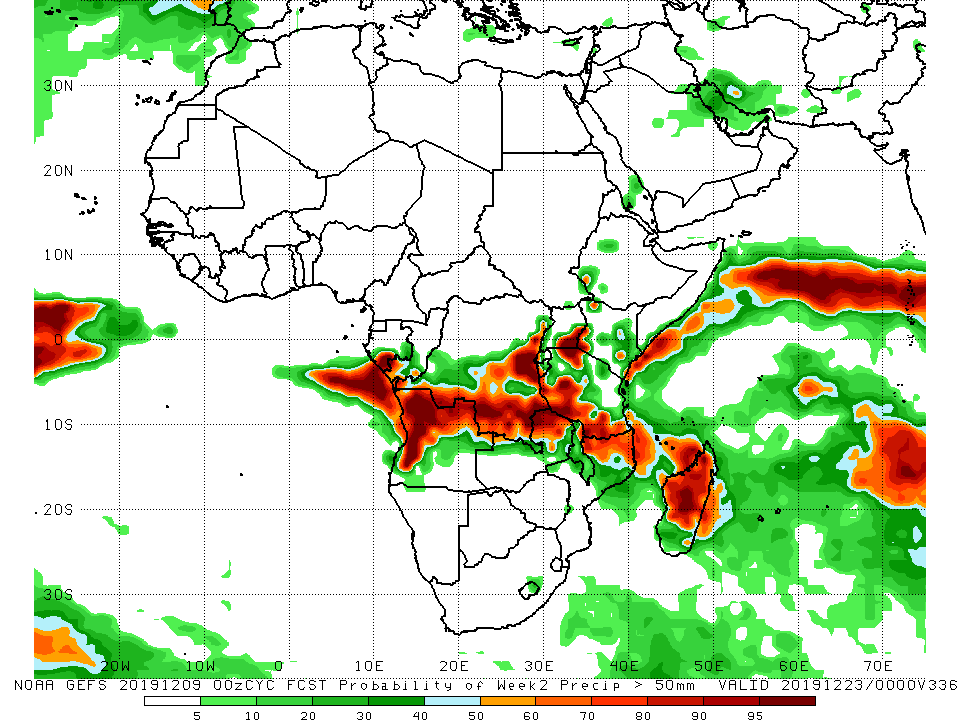 30N
20N
10N
0
10S
20S
30S
20W 10W 0 10E 20E 30E 40E 50E 60E 70E
NOAA GEFS 20191209 00zCYC FCST Probability of Week2 Precip > 50mm VALID 20191223/0000V336
5 10 20 30 40 50 60 70 80 90 95